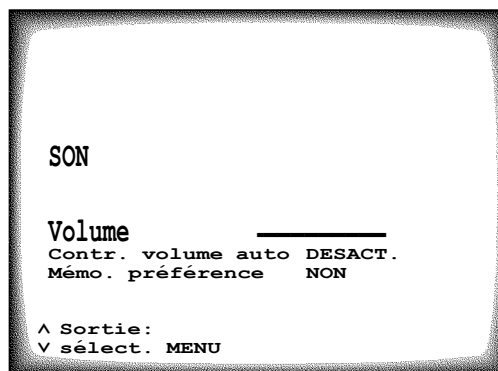 SON
Volume
Contr. volume auto DESACT.
Mémo. préférence NON
∧ Sortie:
∨ sélect. MENU